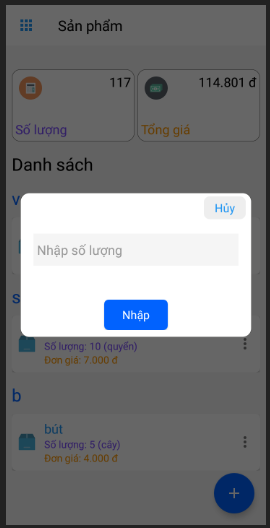 Sản phẩm
117
Số lượng
114.801 đ
Tổng giá
Danh sách
v
Hủy
Nhập số lượng
Nhập
s
Số lượng: 10 (quyển)
Đơn giá: 7.000 đ
b
bút
Số lượng: 5 (cây)
Đơn giá: 4.000 đ
+